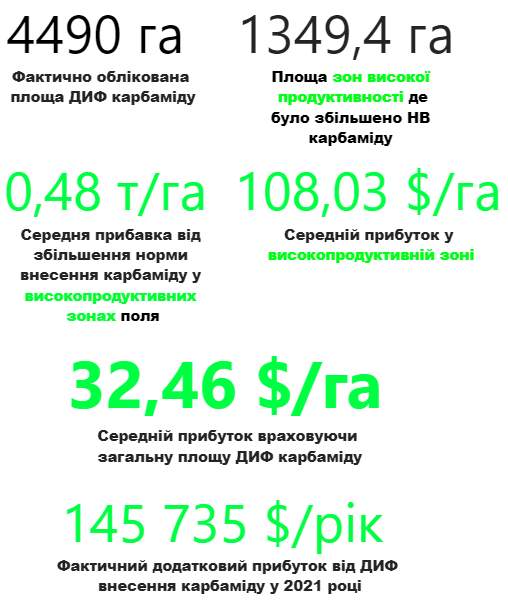 4490 га
Фактично облікована
площа ДИФ карбаміду
1349,4 га
Площа зон високої
продуктивності де
було збільшено НВ
карбаміду
0,48 т/га
Середня прибавка від
збільшення норми
внесення карбаміду у
високопродуктивних
зонах поля
108,03 $/га
Середній прибуток у
високопродуктивній зоні
32,46 $/га
Середній прибуток враховуючи
загальну площу ДИФ карбаміду
145 735 $/рік
Фактичний додатковий прибуток від ДИФ
внесення карбаміду у 2021 році